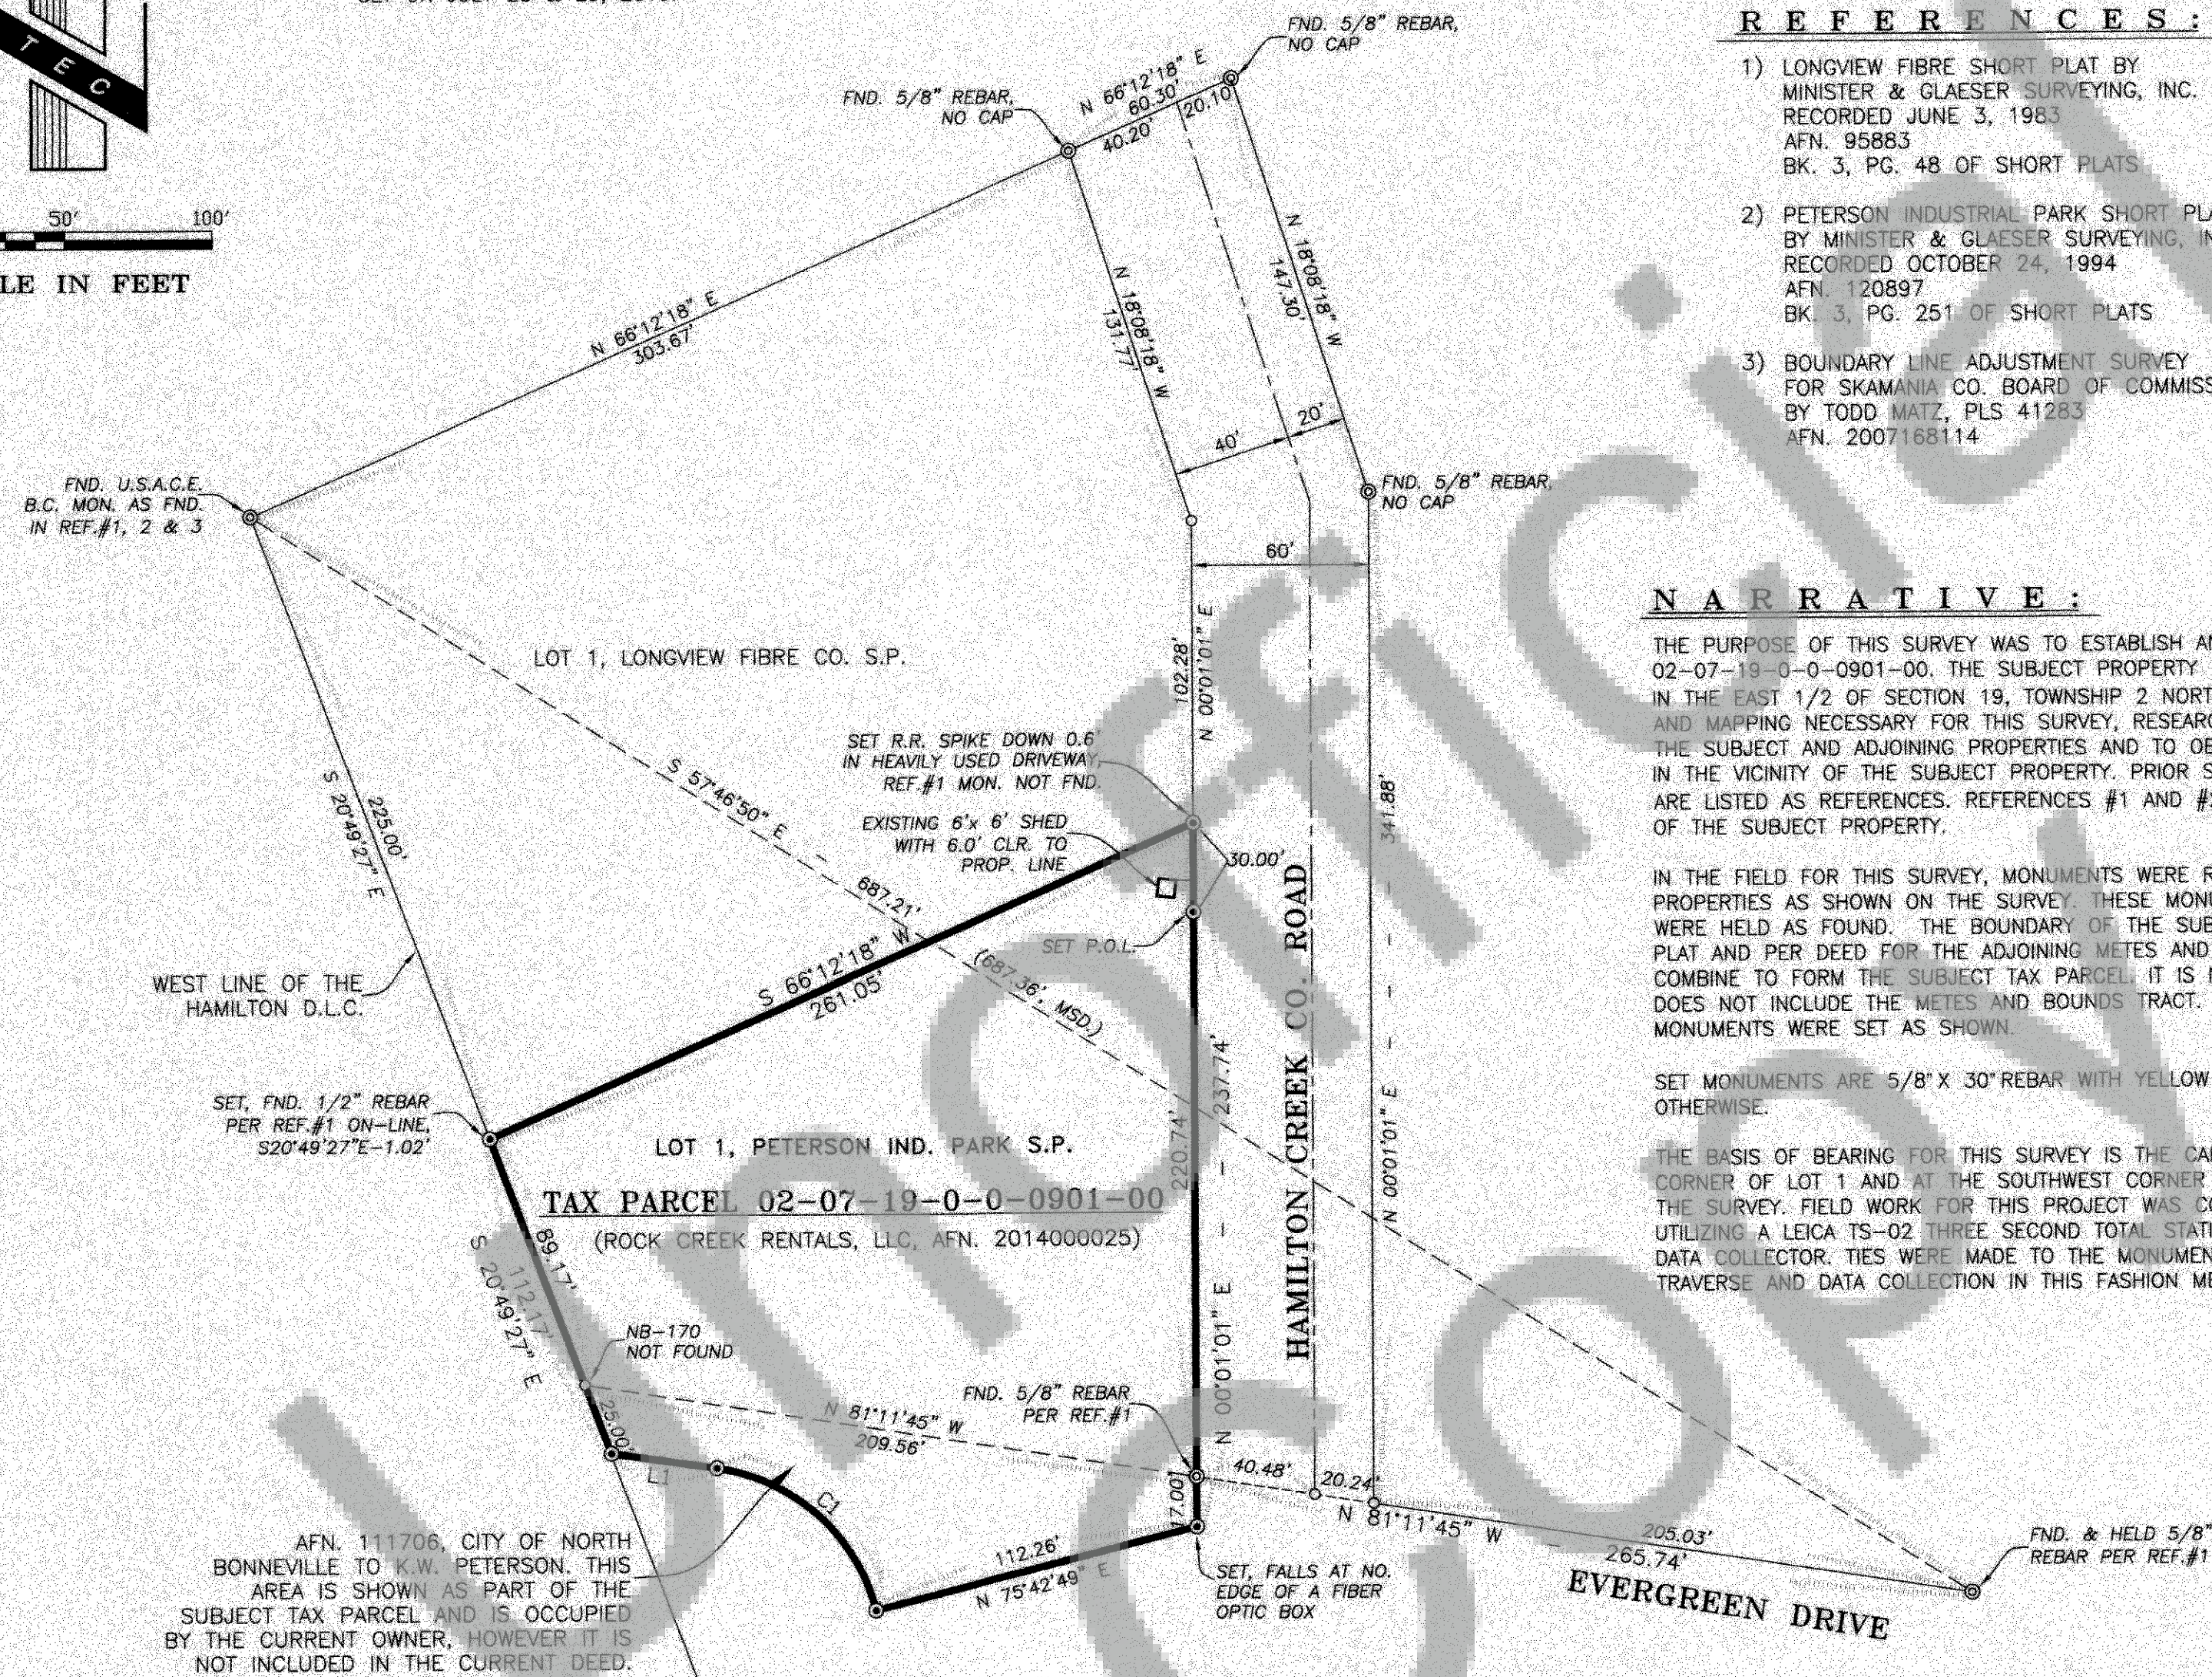 T E C
50' 100'
LE IN FEET
FND. 5/8" REBAR,
NO CAP
FND. 5/8" REBAR,
NO CAP
N 66°12'18" E
60.30'
40.20'
20.10'
N 66°12'18" E
303.67'
N 18°08'18" W
131.77'
N 18°08'18" W
147.30'
40'
20'
FND. U.S.A.C.E.
B.C. MON. AS FND.
IN REF.#1, 2 & 3
FND. 5/8" REBAR,
NO CAP
60'
102.28'
N 00°01'01" E
LOT 1, LONGVIEW FIBRE CO. S.P.
S 57°46'50" E -
687.21'
(687.36', MSD.)
SET R.R. SPIKE DOWN 0.6'
IN HEAVILY USED DRIVEWAY,
REF.#1 MON. NOT FND.
EXISTING 6'x 6' SHED
WITH 6.0' CLR. TO
PROP. LINE
30.00'
SET P.O.L.
225.00'
S 20°49'27" E
S 66°12'18" W
261.05'
WEST LINE OF THE
HAMILTON D.L.C.
341.88'
N 00°01'01" E
HAMILTON CREEK CO. ROAD
237.74'
220.74'
N 00°01'01" E
SET, FND. 1/2" REBAR
PER REF.#1 ON-LINE,
S20°49'27"E-1.02'
LOT 1, PETERSON IND. PARK S.P.
TAX PARCEL 02-07-19-0-0-0901-00
(ROCK CREEK RENTALS, LLC, AFN. 2014000025)
89.17'
112.17'
S 20°49'27" E
NB-170
NOT FOUND
25.00'
L1
C1
N 81°11'45" W
209.56'
FND. 5/8" REBAR
PER REF.#1
17.00'
40.48'
20.24'
N 81°11'45" W
205.03'
265.74'
EVERGREEN DRIVE
FND. & HELD 5/8"
REBAR PER REF.#1
112.26'
N 75°42'49" E
SET, FALLS AT NO.
EDGE OF A FIBER
OPTIC BOX
AFN. 111706, CITY OF NORTH
BONNEVILLE TO K.W. PETERSON. THIS
AREA IS SHOWN AS PART OF THE
SUBJECT TAX PARCEL AND IS OCCUPIED
BY THE CURRENT OWNER, HOWEVER IT IS
NOT INCLUDED IN THE CURRENT DEED.
REFERENCES:
1) LONGVIEW FIBRE SHORT PLAT BY
MINISTER & GLAESER SURVEYING, INC.
RECORDED JUNE 3, 1983
AFN. 95883
BK. 3, PG. 48 OF SHORT PLATS
2) PETERSON INDUSTRIAL PARK SHORT PLA
BY MINISTER & GLAESER SURVEYING, IN
RECORDED OCTOBER 24, 1994
AFN. 120897
BK. 3, PG. 251 OF SHORT PLATS
3) BOUNDARY LINE ADJUSTMENT SURVEY
FOR SKAMANIA CO. BOARD OF COMMISS
BY TODD MATZ, PLS 41283
AFN. 2007168114
NARRATIVE:
THE PURPOSE OF THIS SURVEY WAS TO ESTABLISH AN
02-07-19-0-0-0901-00. THE SUBJECT PROPERTY
IN THE EAST 1/2 OF SECTION 19, TOWNSHIP 2 NORT
AND MAPPING NECESSARY FOR THIS SURVEY, RESEARC
THE SUBJECT AND ADJOINING PROPERTIES AND TO OB
IN THE VICINITY OF THE SUBJECT PROPERTY. PRIOR S
ARE LISTED AS REFERENCES. REFERENCES #1 AND #
OF THE SUBJECT PROPERTY.
IN THE FIELD FOR THIS SURVEY, MONUMENTS WERE R
PROPERTIES AS SHOWN ON THE SURVEY. THESE MONU
WERE HELD AS FOUND. THE BOUNDARY OF THE SUB
PLAT AND PER DEED FOR THE ADJOINING METES AND
COMBINE TO FORM THE SUBJECT TAX PARCEL. IT IS
DOES NOT INCLUDE THE METES AND BOUNDS TRACT.
MONUMENTS WERE SET AS SHOWN.
SET MONUMENTS ARE 5/8"X 30"REBAR WITH YELLOW
OTHERWISE.
THE BASIS OF BEARING FOR THIS SURVEY IS THE CAL
CORNER OF LOT 1 AND AT THE SOUTHWEST CORNER
THE SURVEY. FIELD WORK FOR THIS PROJECT WAS CO
UTILIZING A LEICA TS-02 THREE SECOND TOTAL STATI
DATA COLLECTOR. TIES WERE MADE TO THE MONUMEN
TRAVERSE AND DATA COLLECTION IN THIS FASHION ME
Unofficial
Copy